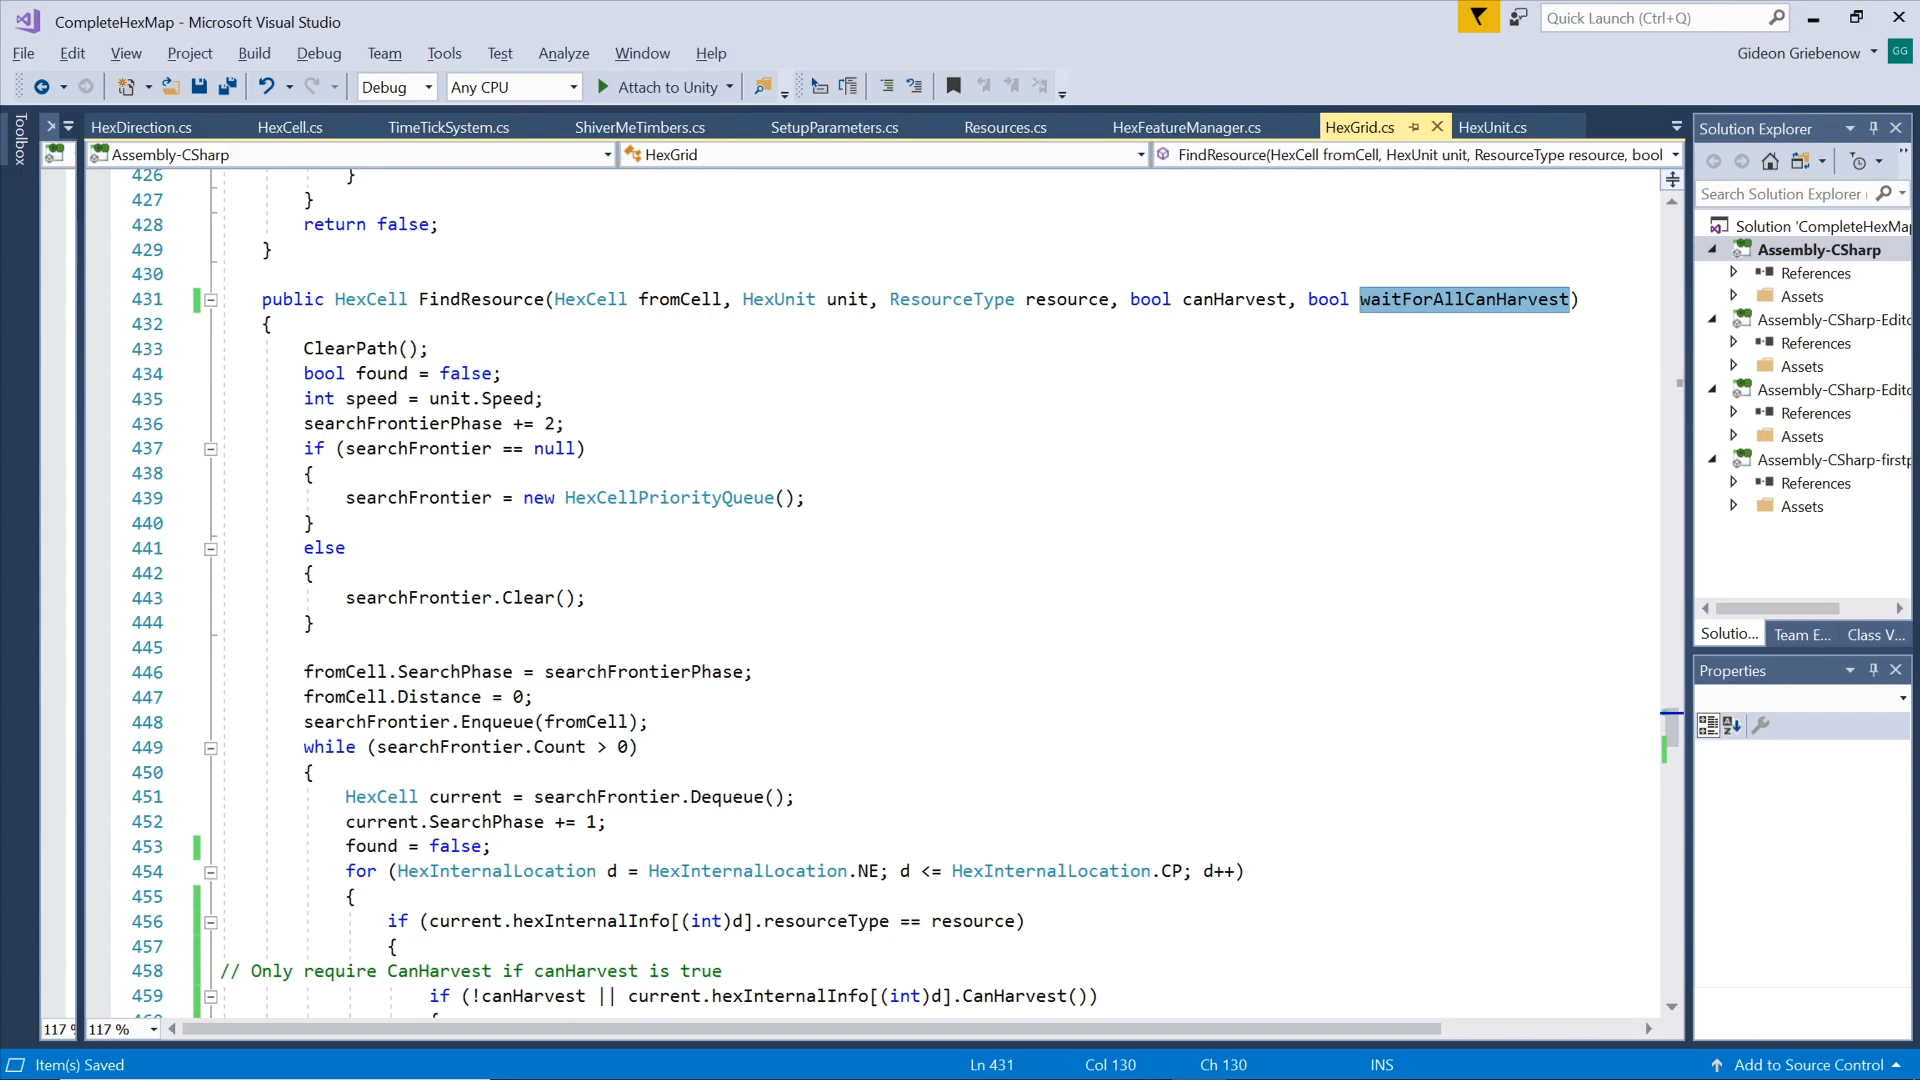 CompleteHexMap - Microsoft Visual Studio
Quick Launch (Ctrl+Q)
File Edit View Project Build Debug Team Tools Test Analyze Window Help
Gideon Griebenow GG
Debug Any CPU Attach to Unity
Toolbox
HexDirection.cs HexCell.cs TimeTickSystem.cs ShiverMeTimbers.cs SetupParameters.cs Resources.cs HexFeatureManager.cs HexGrid.cs HexUnit.cs
Assembly-CSharp HexGrid FindResource(HexCell fromCell, HexUnit unit, ResourceType resource, bool
426 }
427 }
428 return false;
429 }
430
431 public HexCell FindResource(HexCell fromCell, HexUnit unit, ResourceType resource, bool canHarvest, bool waitForAllCanHarvest)
432 {
433 ClearPath();
434 bool found = false;
435 int speed = unit.Speed;
436 searchFrontierPhase += 2;
437 if (searchFrontier == null)
438 {
439 searchFrontier = new HexCellPriorityQueue();
440 }
441 else
442 {
443 searchFrontier.Clear();
444 }
445
446 fromCell.SearchPhase = searchFrontierPhase;
447 fromCell.Distance = 0;
448 searchFrontier.Enqueue(fromCell);
449 while (searchFrontier.Count > 0)
450 {
451 HexCell current = searchFrontier.Dequeue();
452 current.SearchPhase += 1;
453 found = false;
454 for (HexInternalLocation d = HexInternalLocation.NE; d <= HexInternalLocation.CP; d++)
455 {
456 if (current.hexInternalInfo[(int)d].resourceType == resource)
457 {
458 // Only require CanHarvest if canHarvest is true
459 if (!canHarvest || current.hexInternalInfo[(int)d].CanHarvest())
117 % 117 %
Solution Explorer
Search Solution Explorer (
Solution 'CompleteHexMap
Assembly-CSharp
References
Assets
Assembly-CSharp-Edito
References
Assets
Assembly-CSharp-Edito
References
Assets
Assembly-CSharp-firstp
References
Assets
Solutio... Team E... Class V...
Properties
Item(s) Saved Ln 431 Col 130 Ch 130 INS Add to Source Control